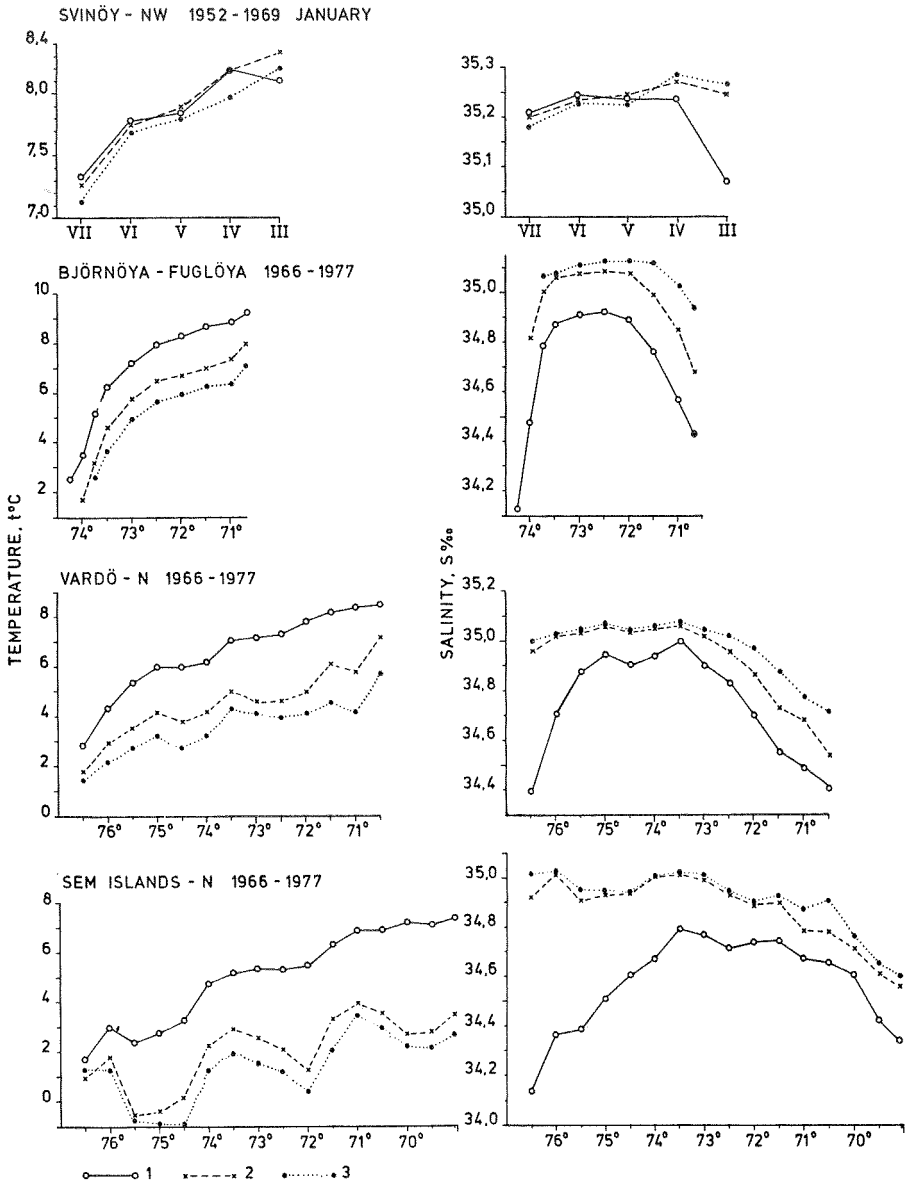 SVINÖY - NW 1952-1969 JANUARY
8,4
8,0
7,5
7,0
VII VI V IV III
35,3
35,2
35,1
35,0
VII VI V IV III
BJÖRNÖYA - FUGLÖYA 1966-1977
10
8
6
4
2
74° 73° 72° 71°
35,0
34,8
34,6
34,4
34,2
74° 73° 72° 71°
TEMPERATURE, t°C
SALINITY, S‰
VARDÖ - N 1966-1977
8
6
4
2
0
76° 75° 74° 73° 72° 71°
35,2
35,0
34,8
34,6
34,4
76° 75° 74° 73° 72° 71°
SEM ISLANDS - N 1966-1977
8
6
4
2
0
76° 75° 74° 73° 72° 71° 70°
35,0
34,8
34,6
34,4
34,2
34,0
76° 75° 74° 73° 72° 71° 70°
1 2 3